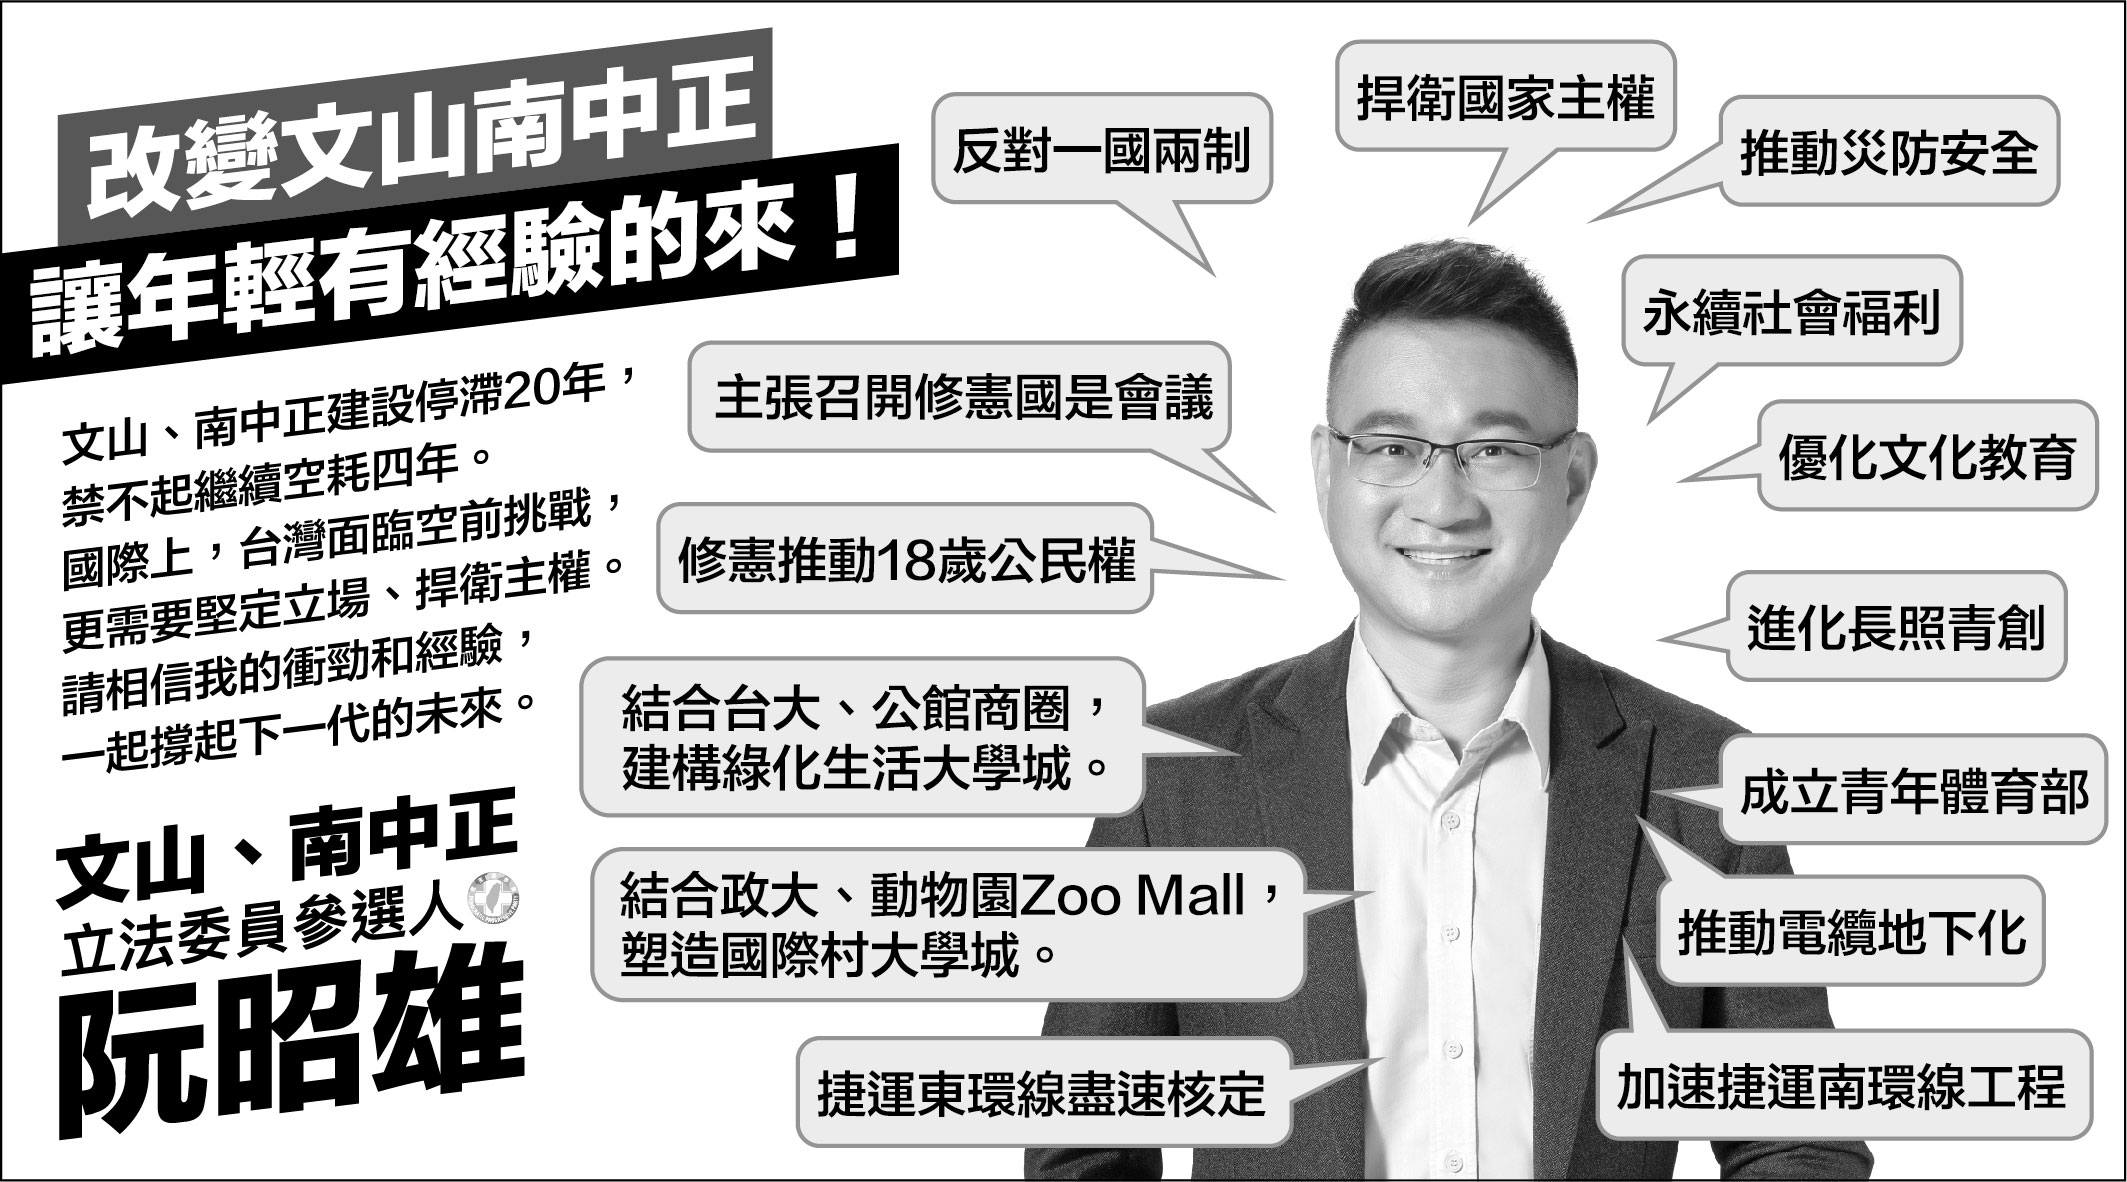 改變文山南中正
讓年輕有經驗的來！
文山、南中正建設停滯20年，
禁不起繼續空耗四年。
國際上，台灣面臨空前挑戰，
更需要堅定立場、捍衛主權。
請相信我的衝勁和經驗，
一起撐起下一代的未來。
文山、南中正
立法委員參選人
阮昭雄
反對一國兩制
捍衛國家主權
推動災防安全
永續社會福利
主張召開修憲國是會議
優化文化教育
修憲推動18歲公民權
進化長照青創
結合台大、公館商圈，
建構綠化生活大學城。
成立青年體育部
結合政大、動物園Zoo Mall，
塑造國際村大學城。
推動電纜地下化
捷運東環線盡速核定
加速捷運南環線工程